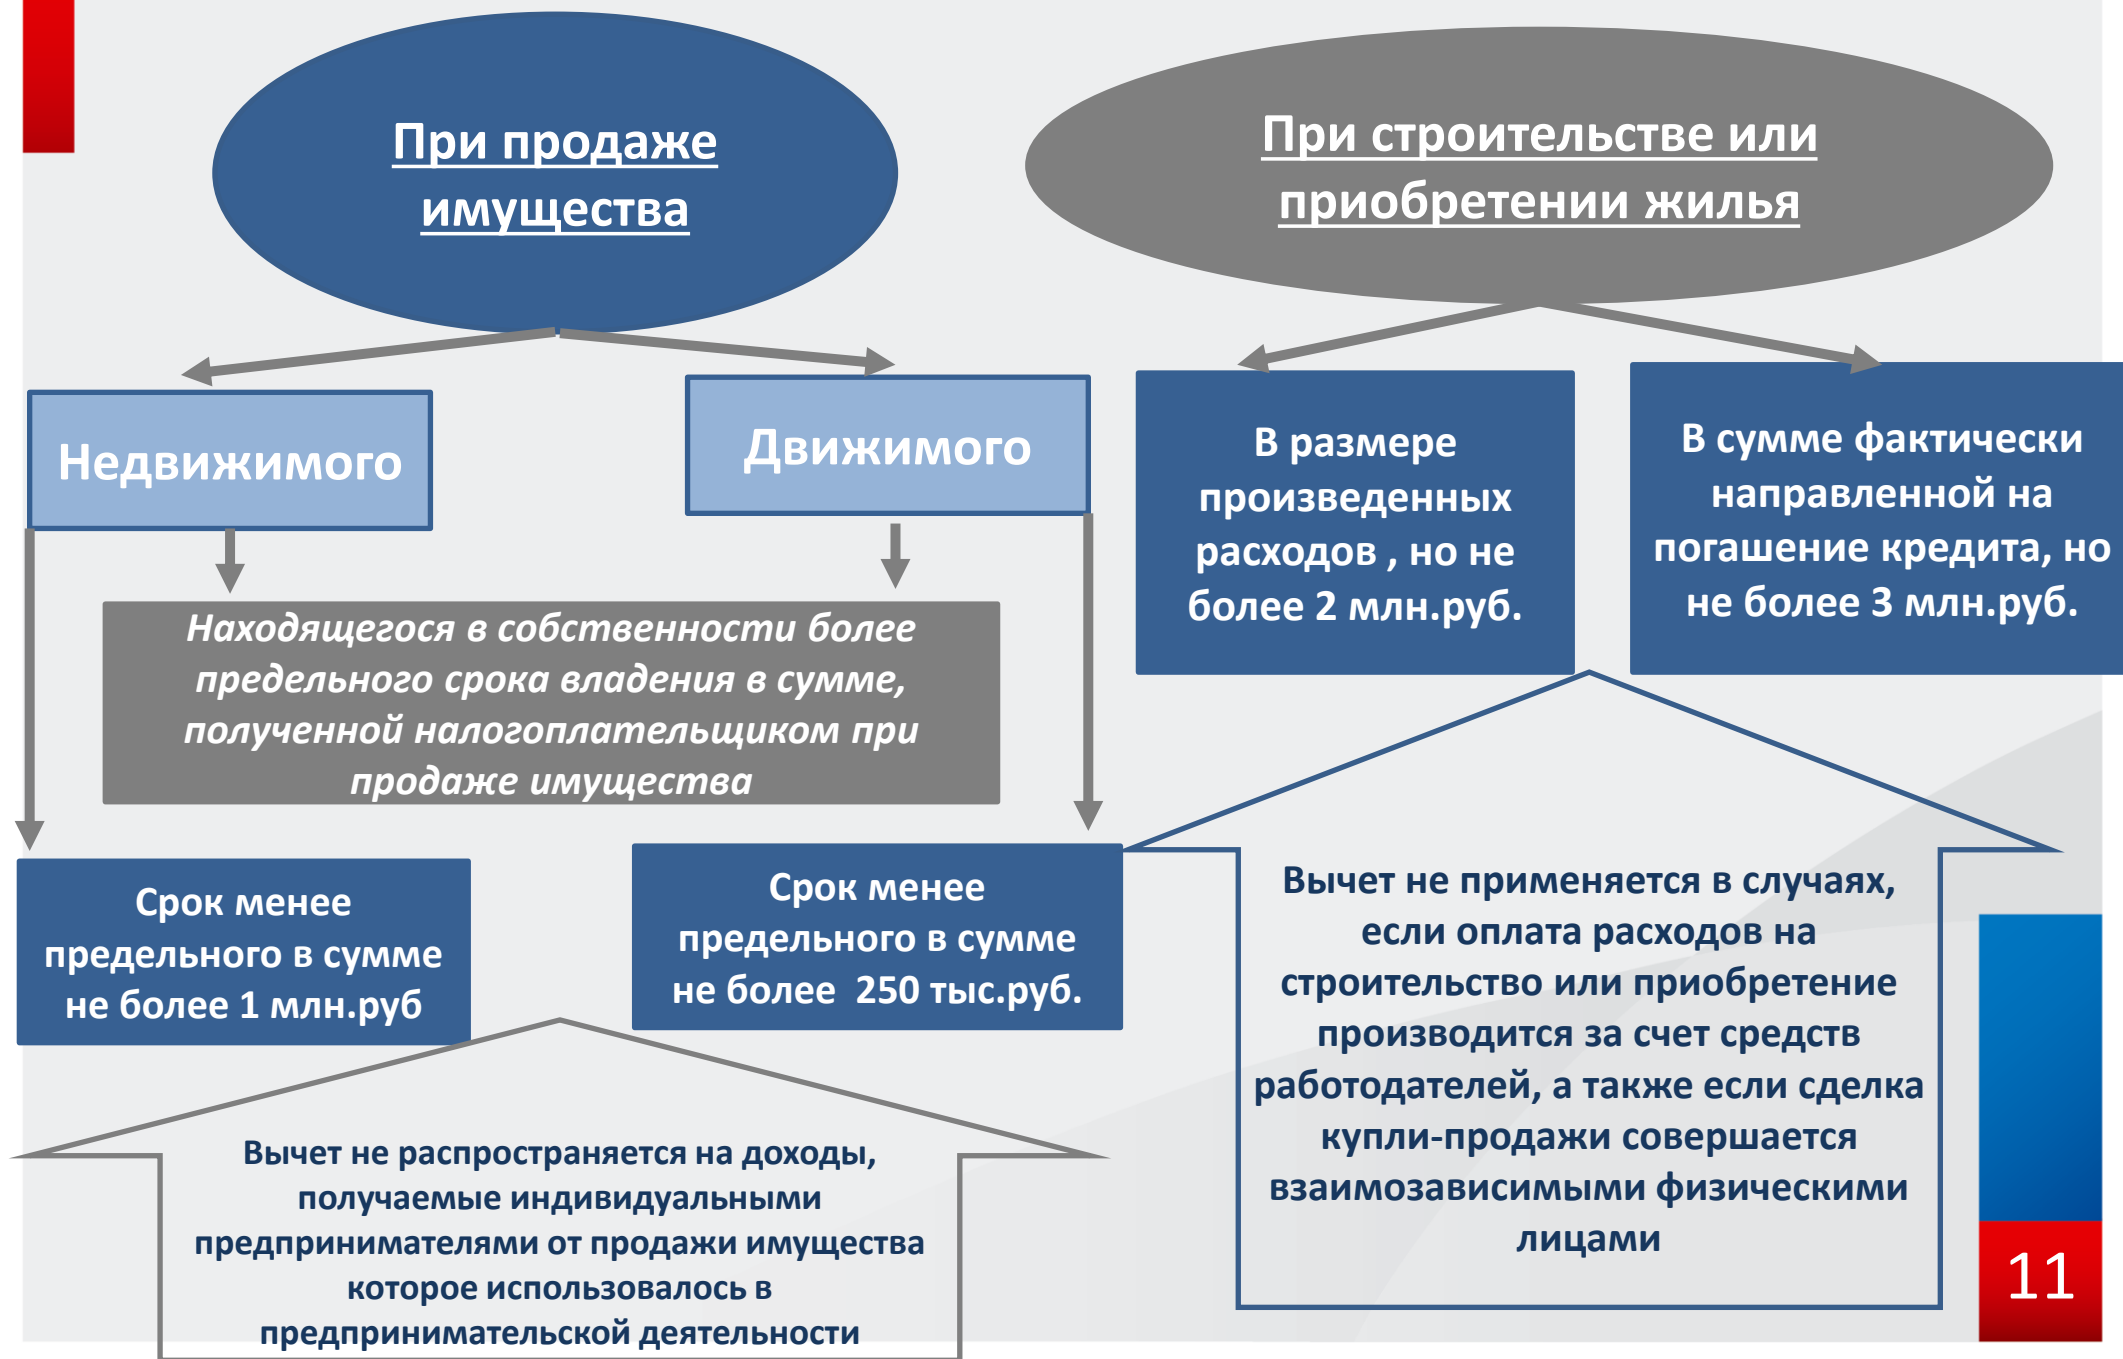 При продаже
имущества
При строительстве или
приобретении жилья
Недвижимого
Движимого
В размере
произведенных
расходов , но не
более 2 млн.руб.
В сумме фактически
направленной на
погашение кредита, но
не более 3 млн.руб.
Находящегося в собственности более
предельного срока владения в сумме,
полученной налогоплательщиком при
продаже имущества
Срок менее
предельного в сумме
не более 1 млн.руб
Срок менее
предельного в сумме
не более 250 тыс.руб.
Вычет не применяется в случаях,
если оплата расходов на
строительство или приобретение
производится за счет средств
работодателей, а также если сделка
купли-продажи совершается
взаимозависимыми физическими
лицами
Вычет не распространяется на доходы,
получаемые индивидуальными
предпринимателями от продажи имущества
которое использовалось в
предпринимательской деятельности
11